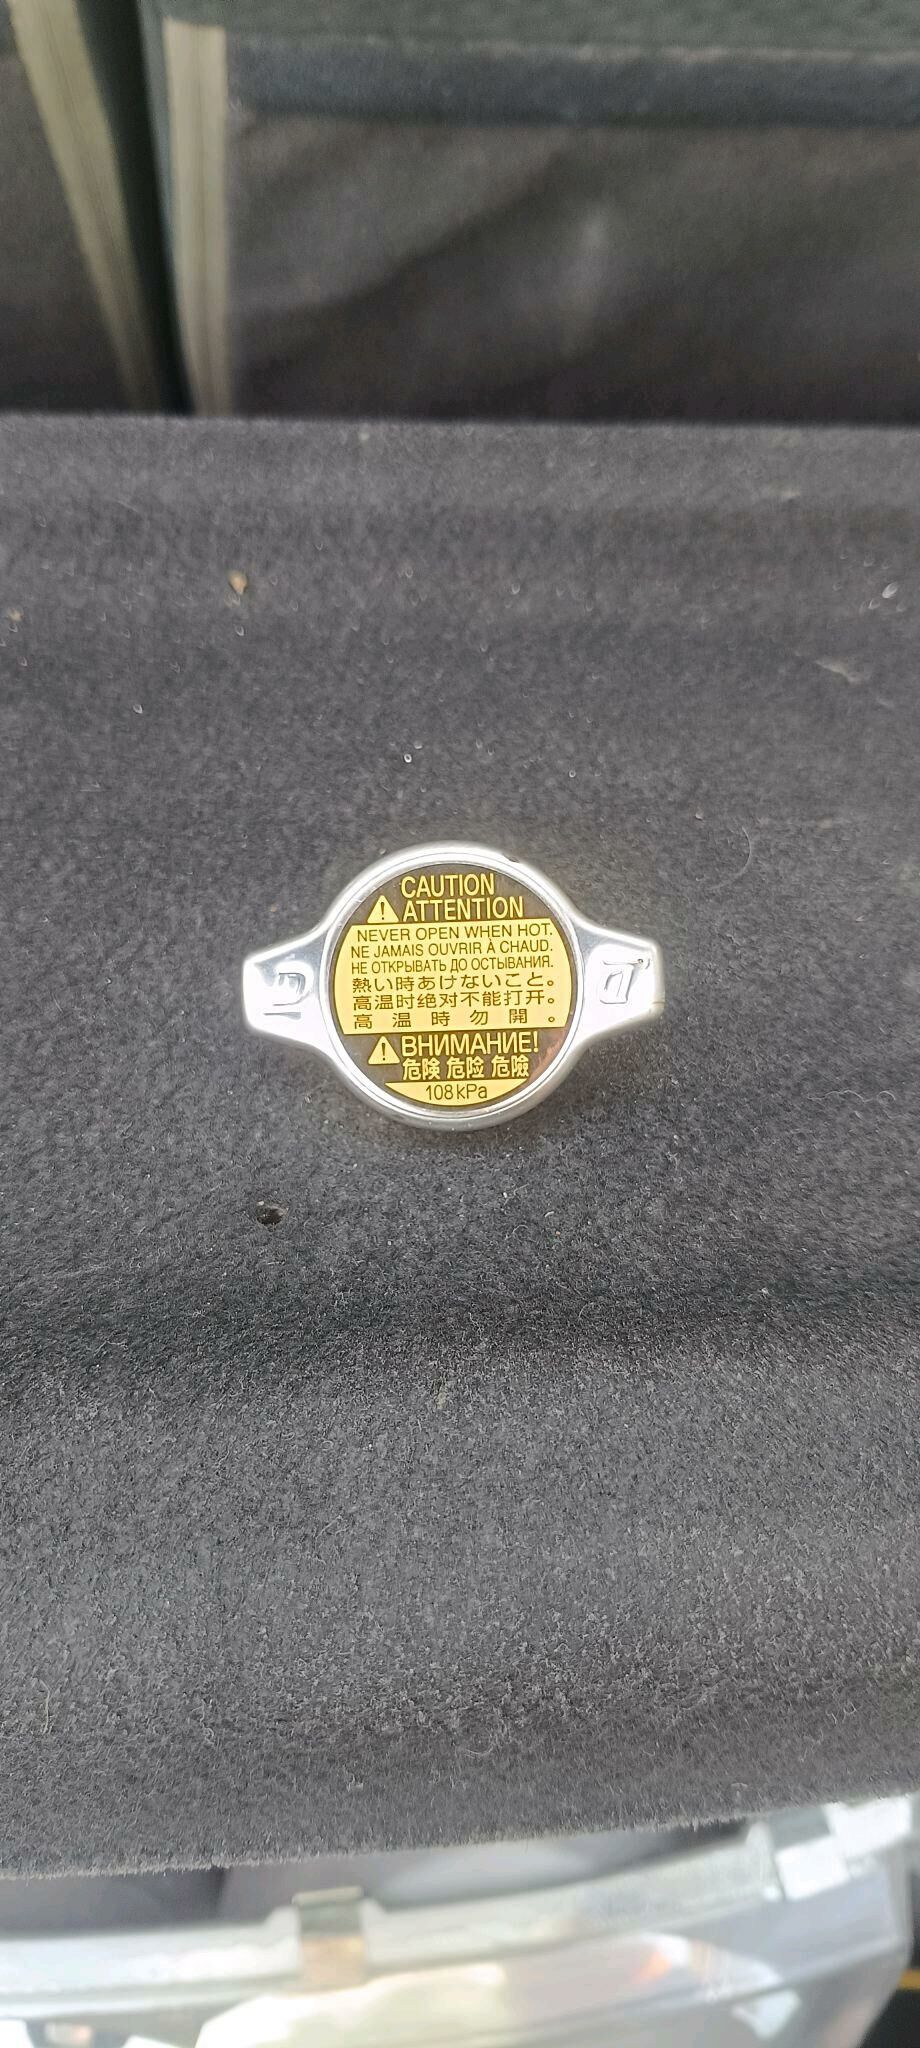 CAUTION
ATTENTION
NEVER OPEN WHEN HOT.
NE JAMAIS OUVRIR À CHAUD.
НЕ ОТКРЫВАТЬ ДО ОСТЫВАНИЯ.
熱い時あけないこと。
高温时绝对不能打开。
高温時勿開。
ВНИМАНИЕ!
危険 危险 危險
108kPa